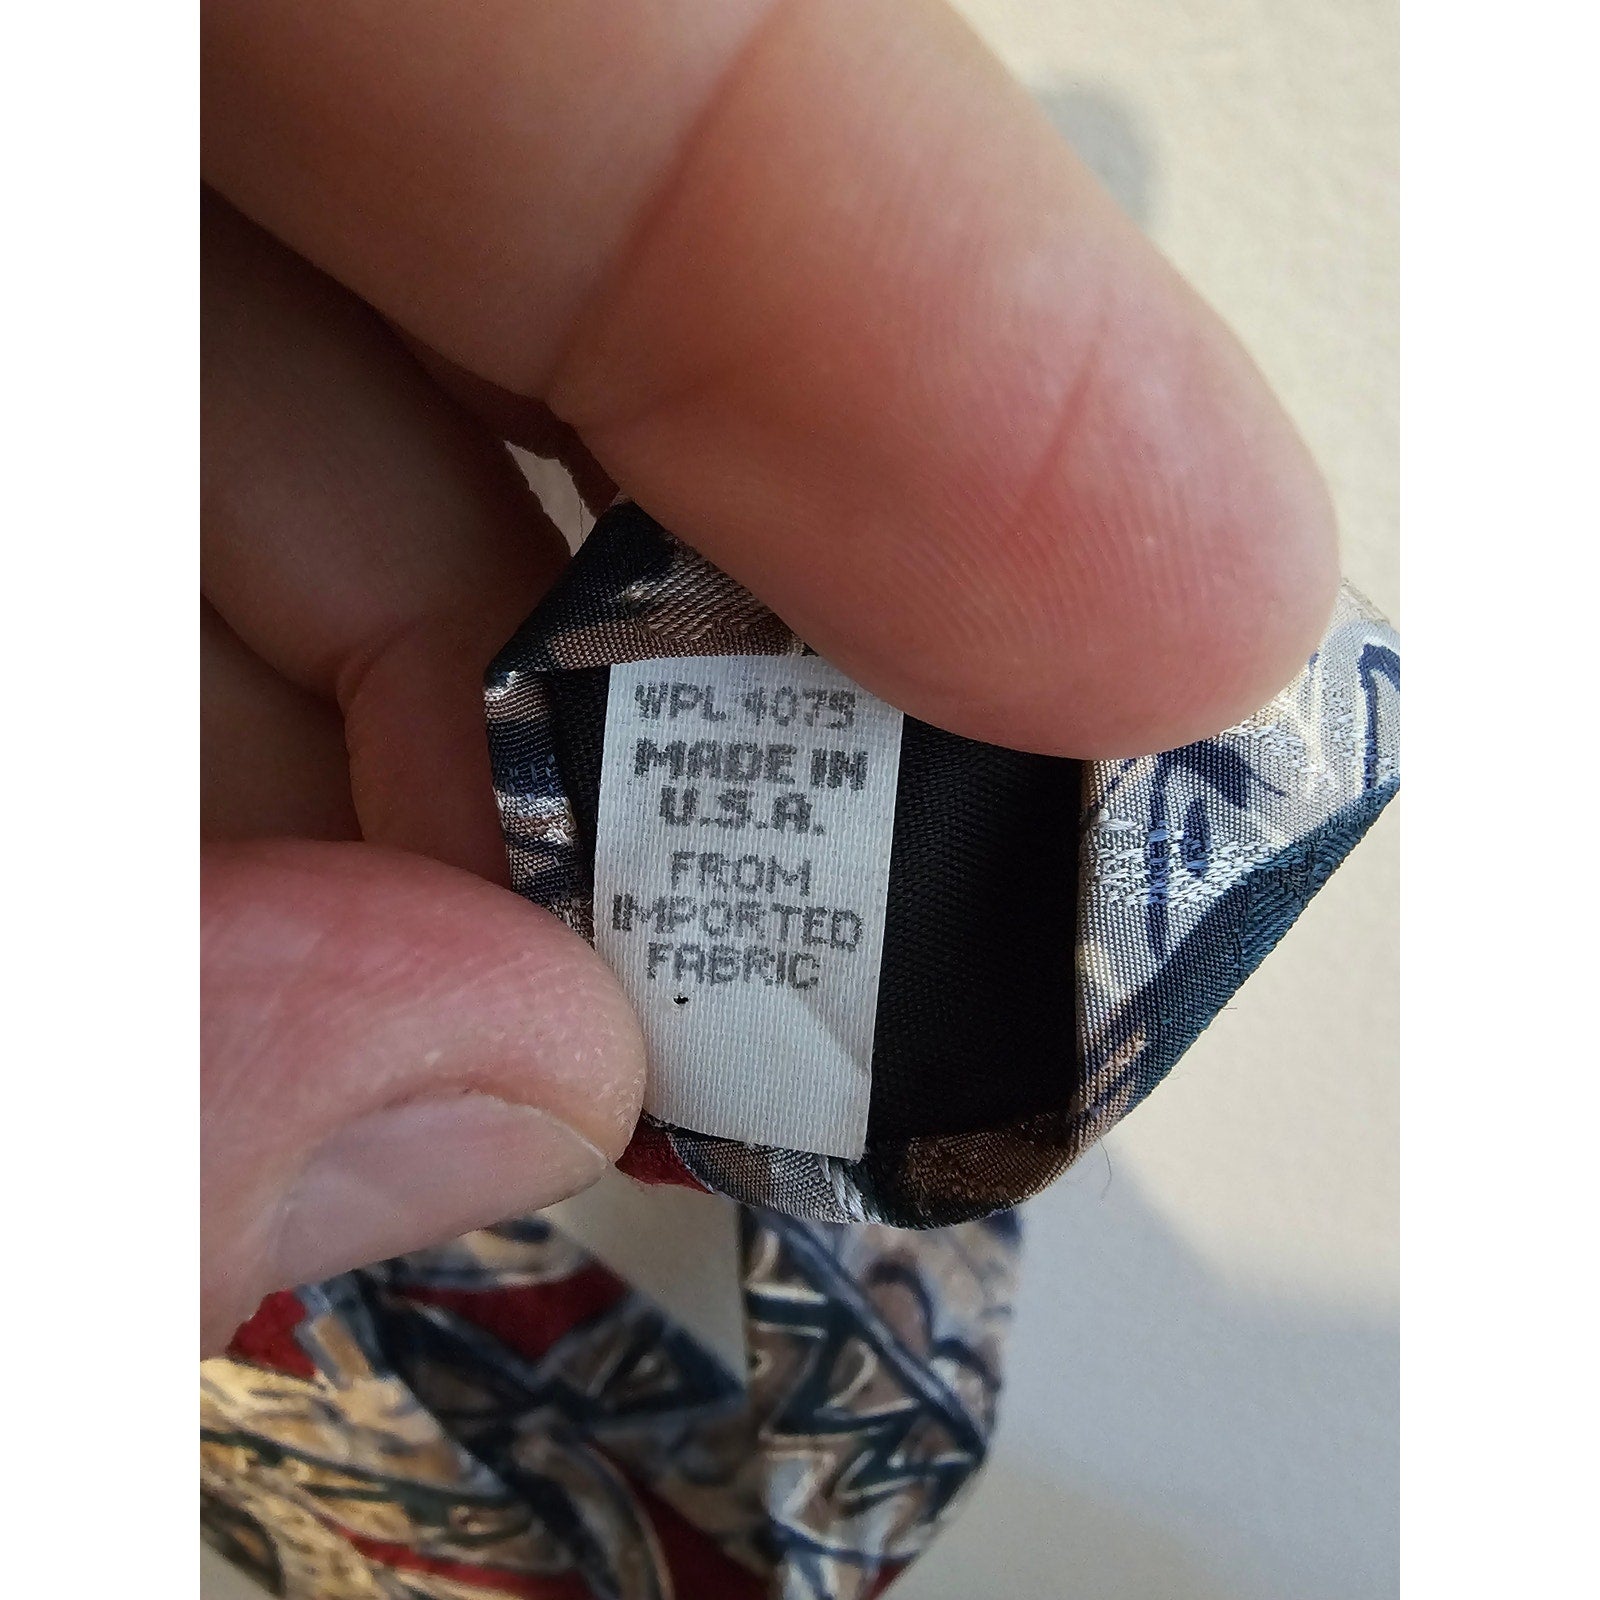 WPL 4075
MADE IN
U.S.A.
FROM
IMPORTED
FABRIC